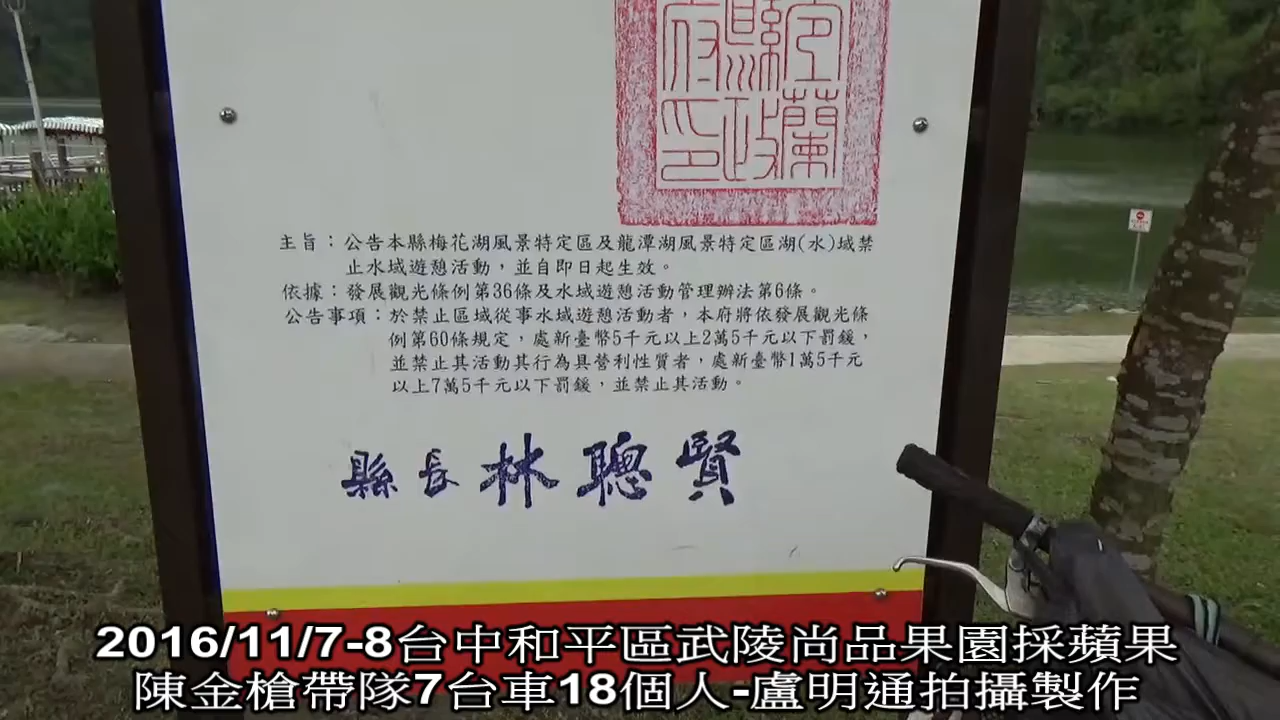 宜蘭
縣政
府印
主旨：公告本縣梅花湖風景特定區及龍潭湖風景特定區湖(水)域禁
止水域遊憩活動，並自即日起生效。
依據：發展觀光條例第36條及水域遊憩活動管理辦法第6條。
公告事項：於禁止區域從事水域遊憩活動者，本府將依發展觀光條
例第60條規定，處新臺幣5千元以上2萬5千元以下罰鍰，
並禁止其活動其行為具營利性質者，處新臺幣1萬5千元
以上7萬5千元以下罰鍰，並禁止其活動。
縣長林聰賢
2016/11/7-8台中和平區武陵尚品果園採蘋果
陳金槍帶隊7台車18個人-盧明通拍攝製作